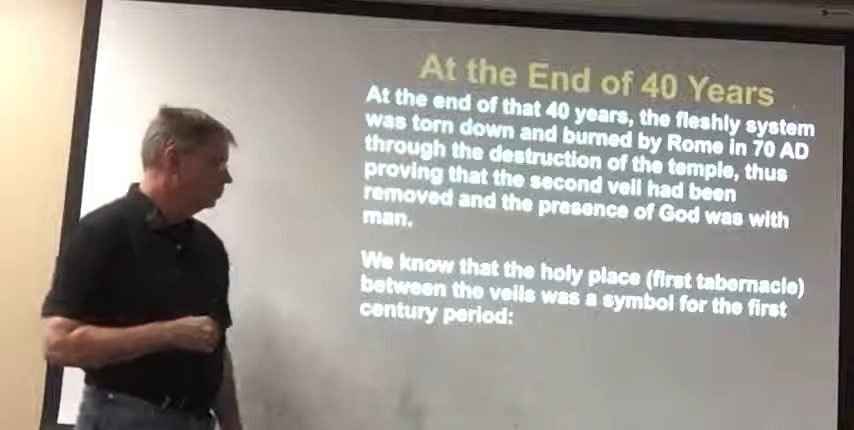 At the End of 40 Years
At the end of that 40 years, the fleshly system
was torn down and burned by Rome in 70 AD
through the destruction of the temple, thus
proving that the second veil had been
removed and the presence of God was with
man.
We know that the holy place (first tabernacle)
between the veils was a symbol for the first
century period: